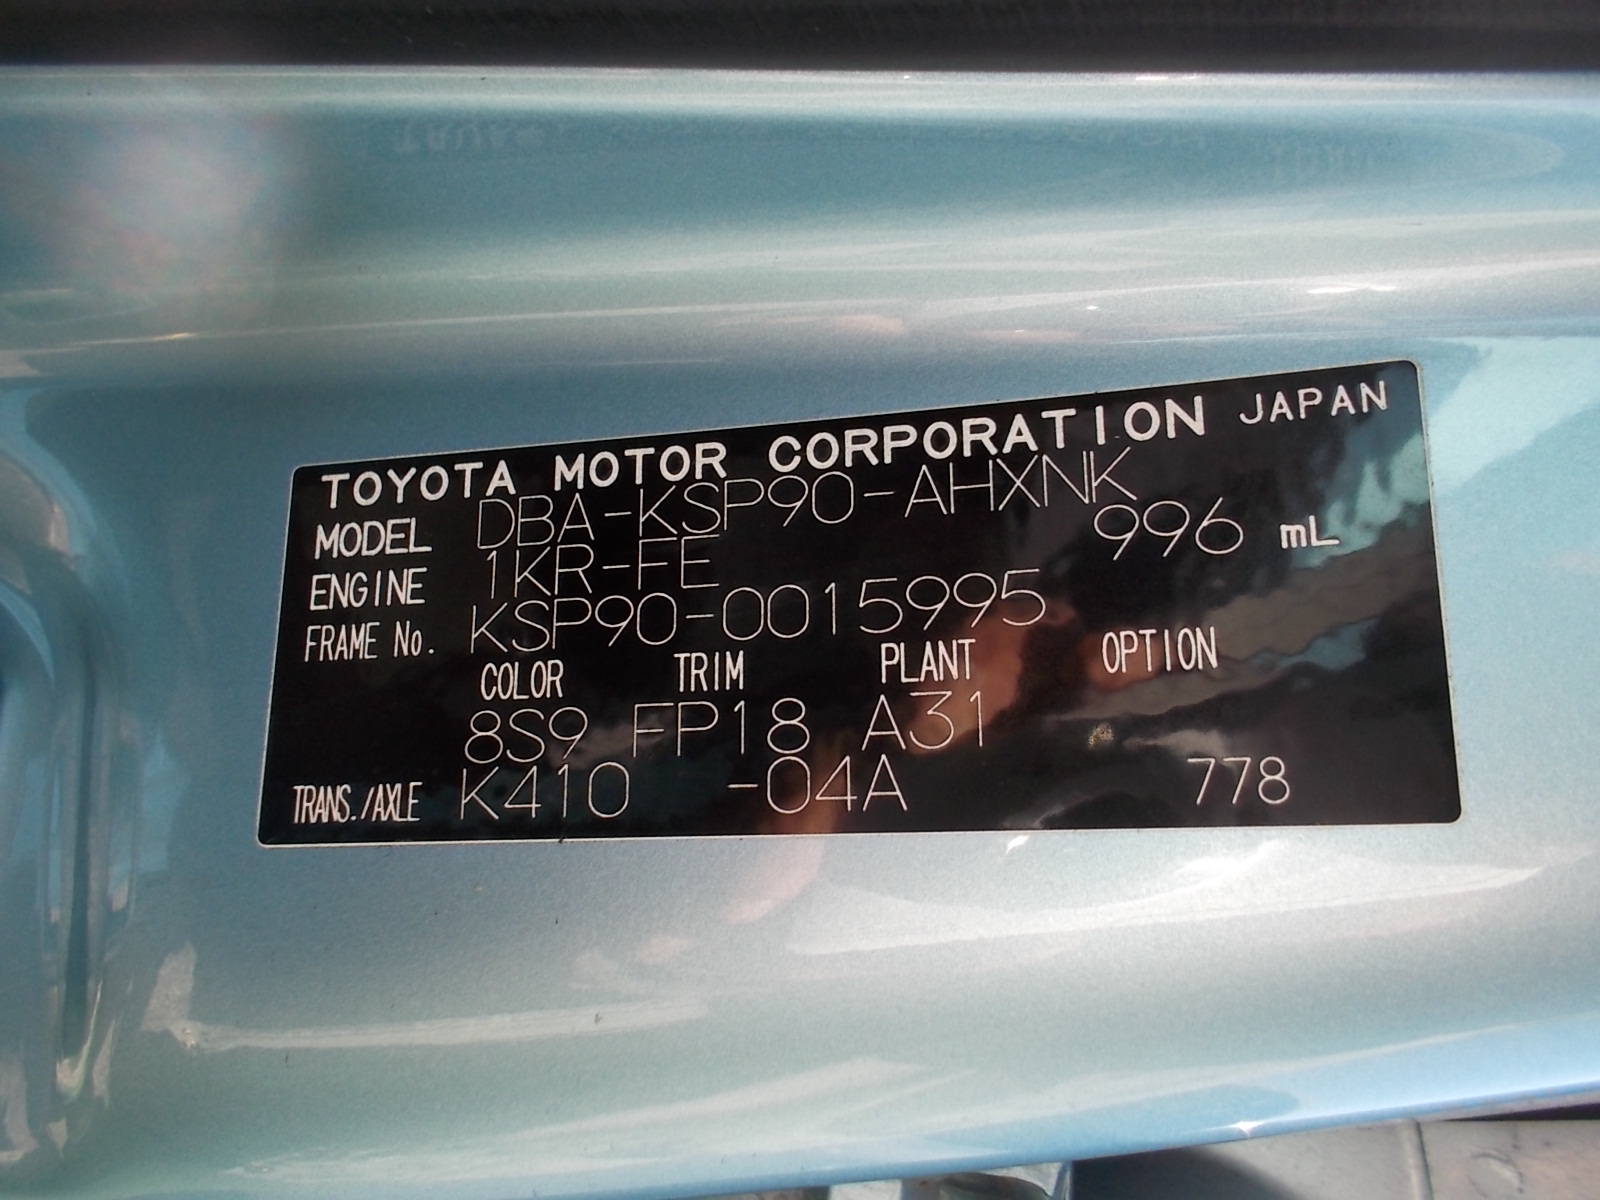 TOYOTA MOTOR CORPORATION JAPAN
MODEL DBA-KSP90-AHXNK
ENGINE 1KR-FE 996 mL
FRAME No. KSP90-0015995
COLOR TRIM PLANT OPTION
8S9 FP18 A31
TRANS./AXLE K410 -04A 778